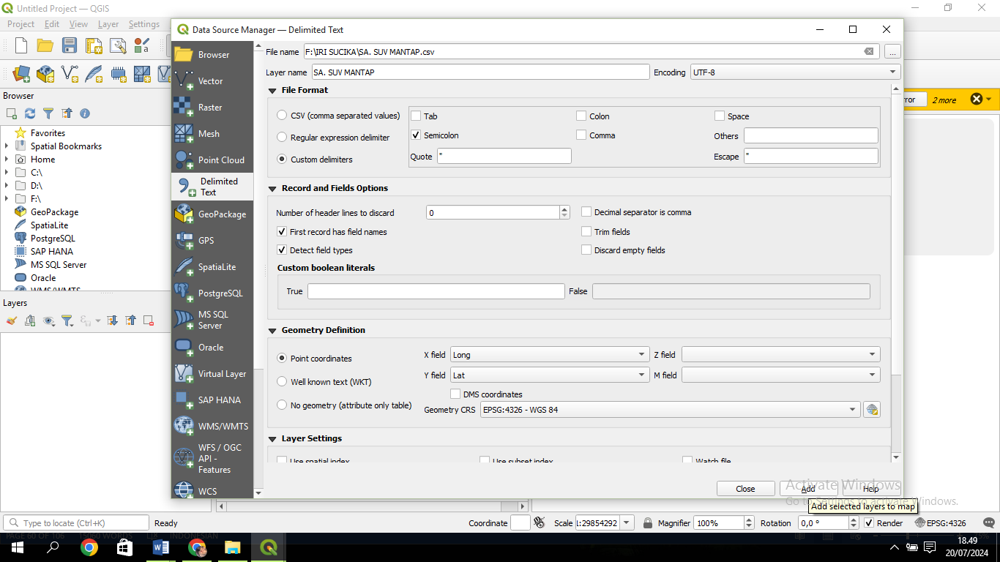 Untitled Project — QGIS
Project Edit View Layer Settings
Data Source Manager — Delimited Text
Browser
Vector
Raster
Mesh
Point Cloud
Delimited
Text
GeoPackage
GPS
SpatiaLite
PostgreSQL
MS SQL
Server
Oracle
Virtual Layer
SAP HANA
WMS/WMTS
WFS / OGC
API -
Features
WCS
File name F:\IRI SUCIKA\SA. SUV MANTAP.csv ...
Layer name SA. SUV MANTAP Encoding UTF-8
File Format
CSV (comma separated values) Tab Colon Space
Regular expression delimiter Semicolon Comma Others
Custom delimiters Quote " Escape "
Record and Fields Options
Number of header lines to discard 0 Decimal separator is comma
First record has field names Trim fields
Detect field types Discard empty fields
Custom boolean literals
True False
Geometry Definition
Point coordinates X field Long Z field
Well known text (WKT) Y field Lat M field
DMS coordinates
No geometry (attribute only table) Geometry CRS EPSG:4326 - WGS 84
Layer Settings
Use spatial index Use subset index Watch file
Close Add Help
Activate Windows
Go to Settings to activate Windows.
Add selected layers to map
ror 2 more
Browser
Favorites
Spatial Bookmarks
Home
C:\
D:\
F:\
GeoPackage
SpatiaLite
PostgreSQL
SAP HANA
MS SQL Server
Oracle
WMS/WMTS
Layers
Type to locate (Ctrl+K) Ready Coordinate Scale 1:29854292 Magnifier 100% Rotation 0,0 ° Render EPSG:4326
PAGE 60 OF 106 WORDS INDONESIAN
18.49
20/07/2024